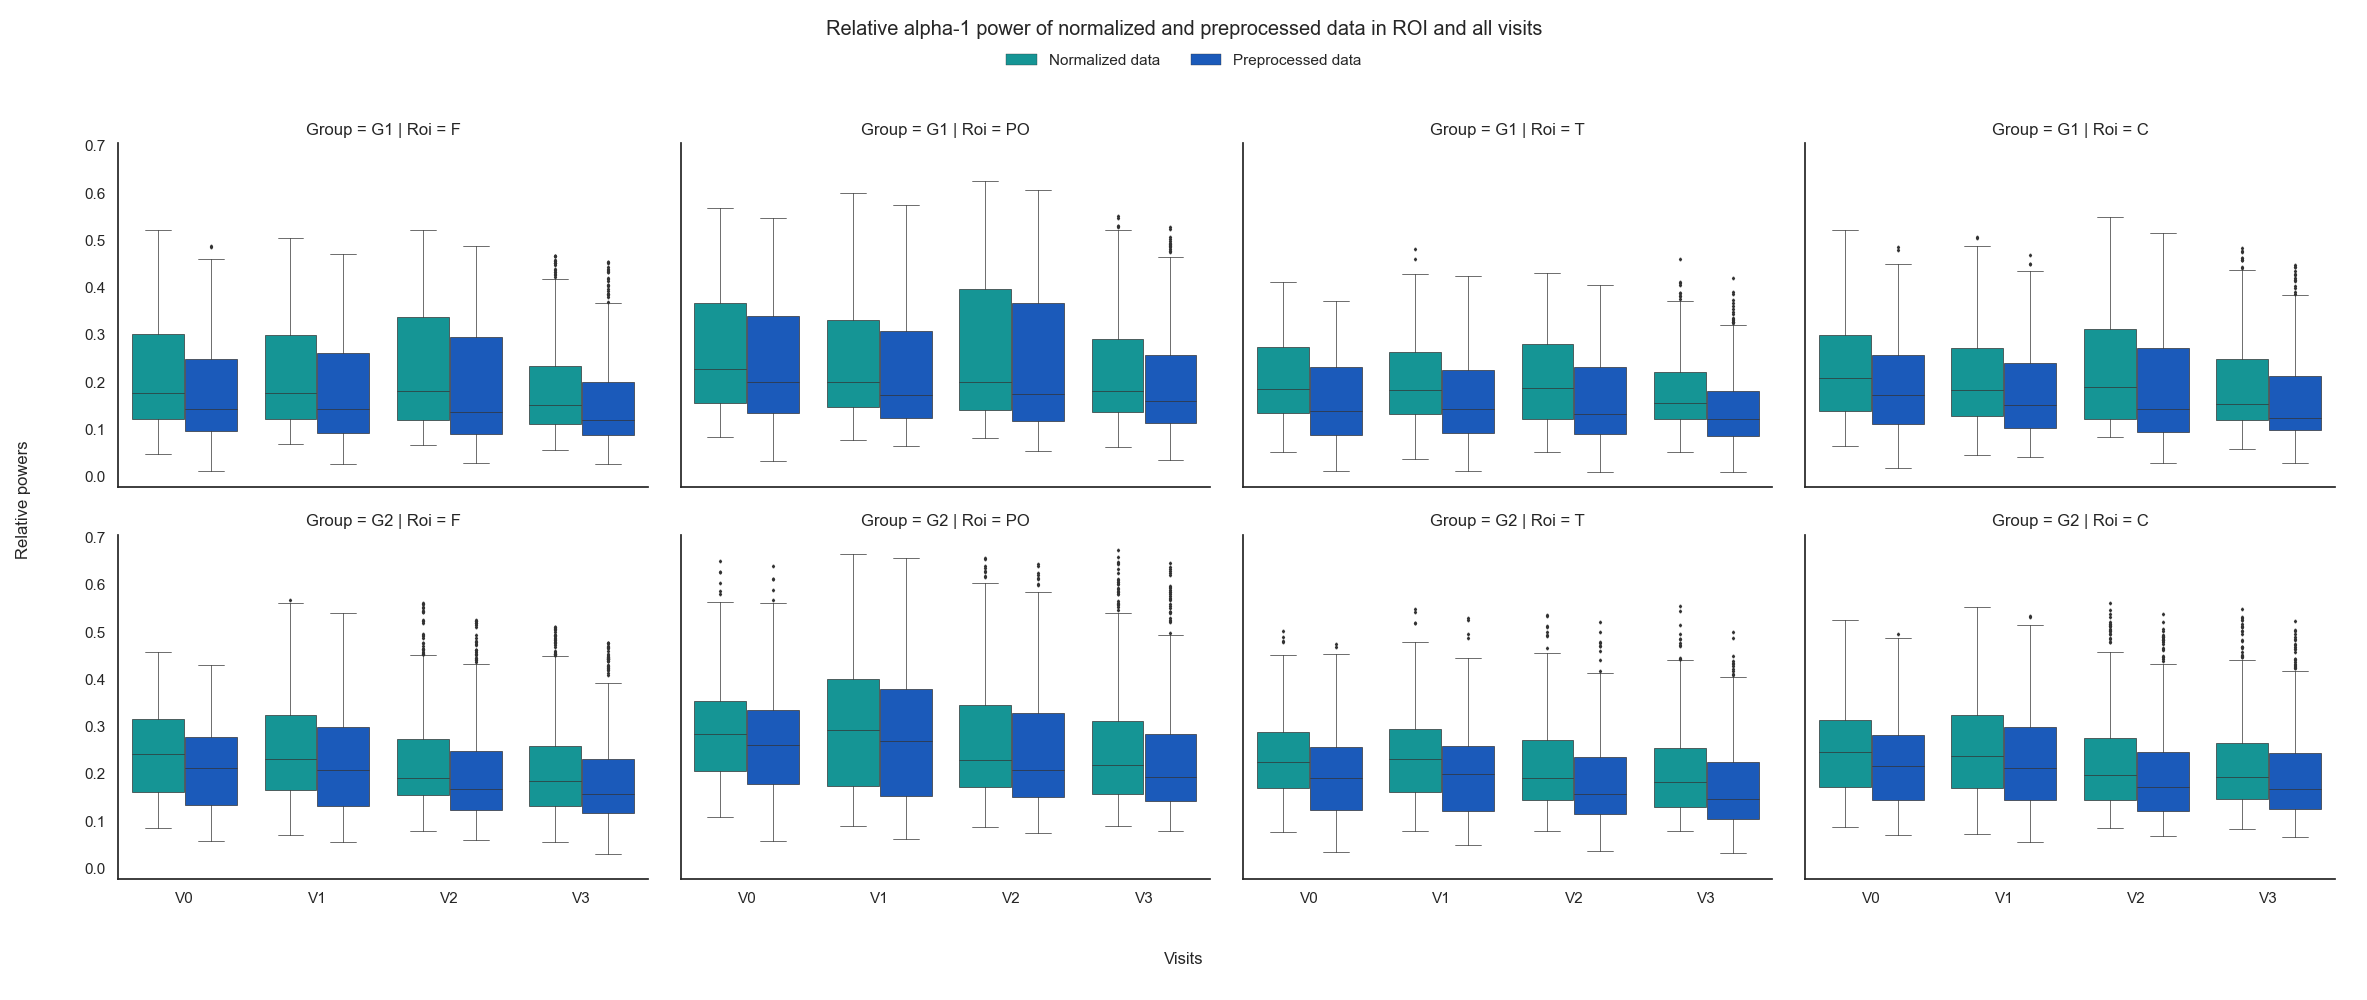 Relative alpha-1 power of normalized and preprocessed data in ROI and all visits
Normalized data Preprocessed data
Group = G1 | Roi = F
Group = G1 | Roi = PO
Group = G1 | Roi = T
Group = G1 | Roi = C
0.7
0.6
0.5
0.4
0.3
0.2
0.1
0.0
Relative powers
Group = G2 | Roi = F
Group = G2 | Roi = PO
Group = G2 | Roi = T
Group = G2 | Roi = C
0.7
0.6
0.5
0.4
0.3
0.2
0.1
0.0
V0 V1 V2 V3
V0 V1 V2 V3
V0 V1 V2 V3
V0 V1 V2 V3
Visits